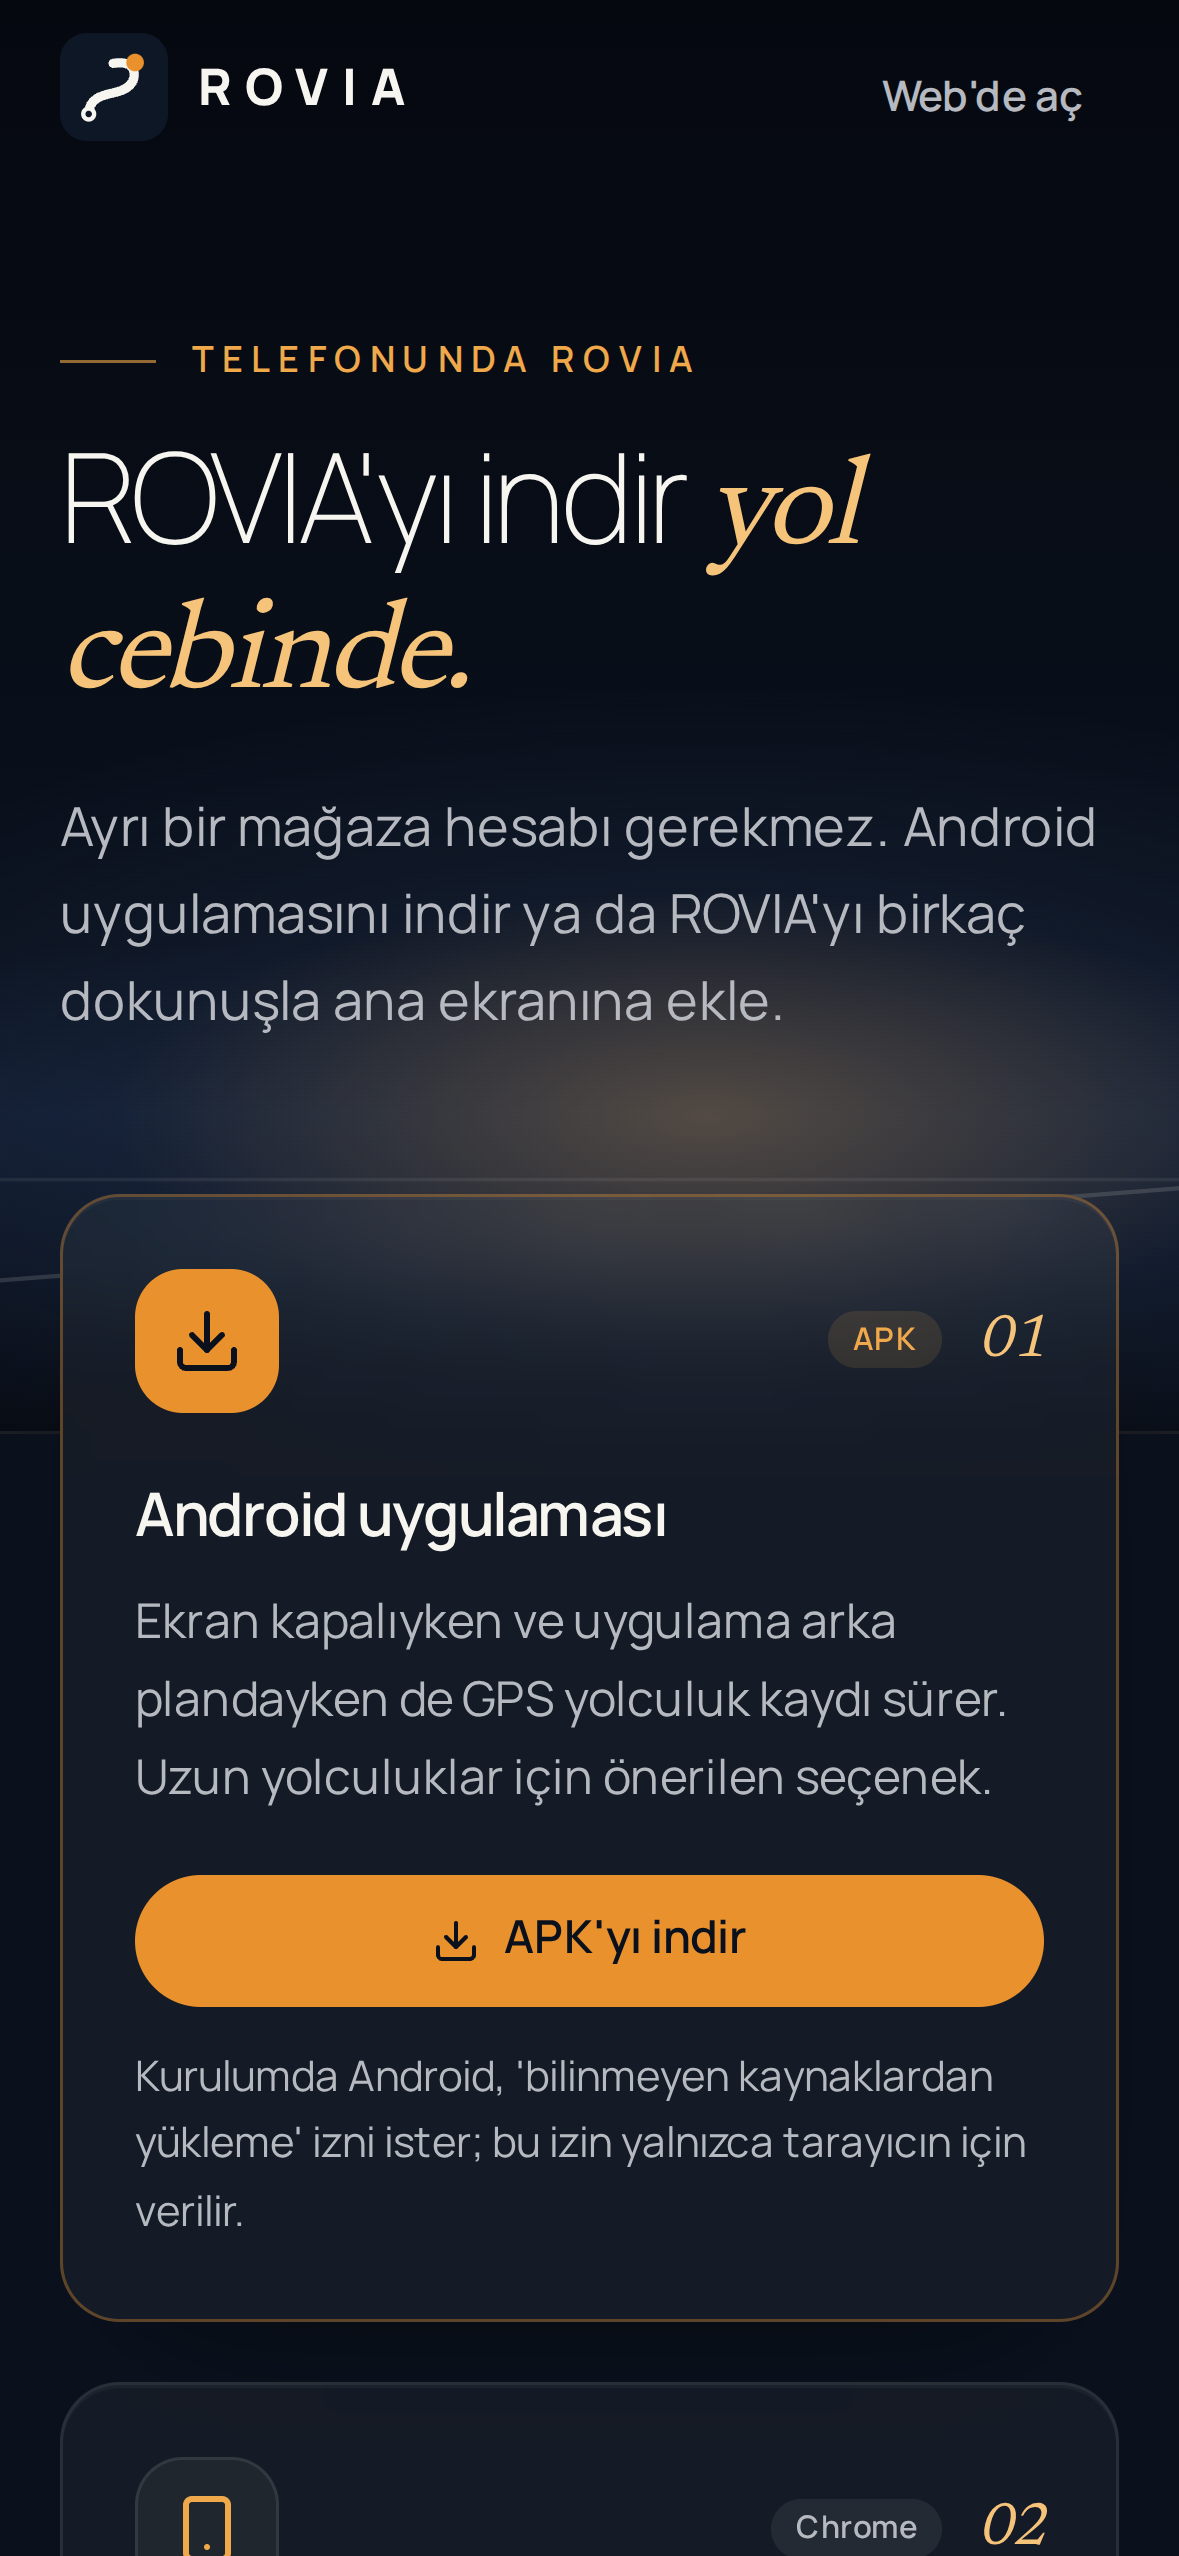 ROVIA
Web'de aç
TELEFONUNDA ROVIA
ROVIA'yı indir yol
cebinde.
Ayrı bir mağaza hesabı gerekmez. Android
uygulamasını indir ya da ROVIA'yı birkaç
dokunuşla ana ekranına ekle.
APK 01
Android uygulaması
Ekran kapalıyken ve uygulama arka
plandayken de GPS yolculuk kaydı sürer.
Uzun yolculuklar için önerilen seçenek.
APK'yı indir
Kurulumda Android, 'bilinmeyen kaynaklardan
yükleme' izni ister; bu izin yalnızca tarayıcın için
verilir.
Chrome 02